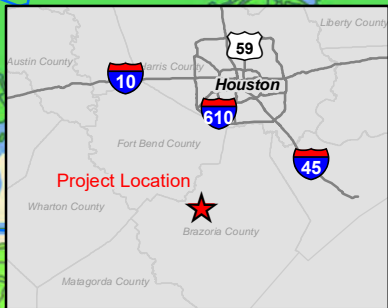 Liberty County
59
Austin County
Harris County
10
Houston
610
Fort Bend County
45
Project Location
Wharton County
Brazoria County
Matagorda County